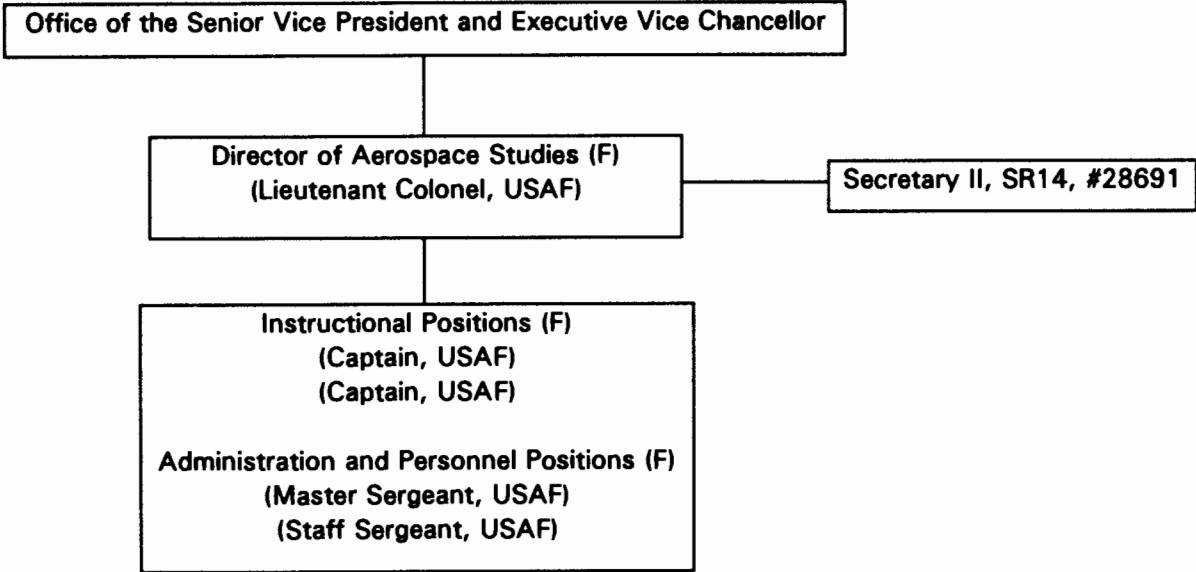 Office of the Senior Vice President and Executive Vice Chancellor
Director of Aerospace Studies (F)
(Lieutenant Colonel, USAF)
Secretary II, SR14, #28691
Instructional Positions (F)
(Captain, USAF)
(Captain, USAF)
Administration and Personnel Positions (F)
(Master Sergeant, USAF)
(Staff Sergeant, USAF)